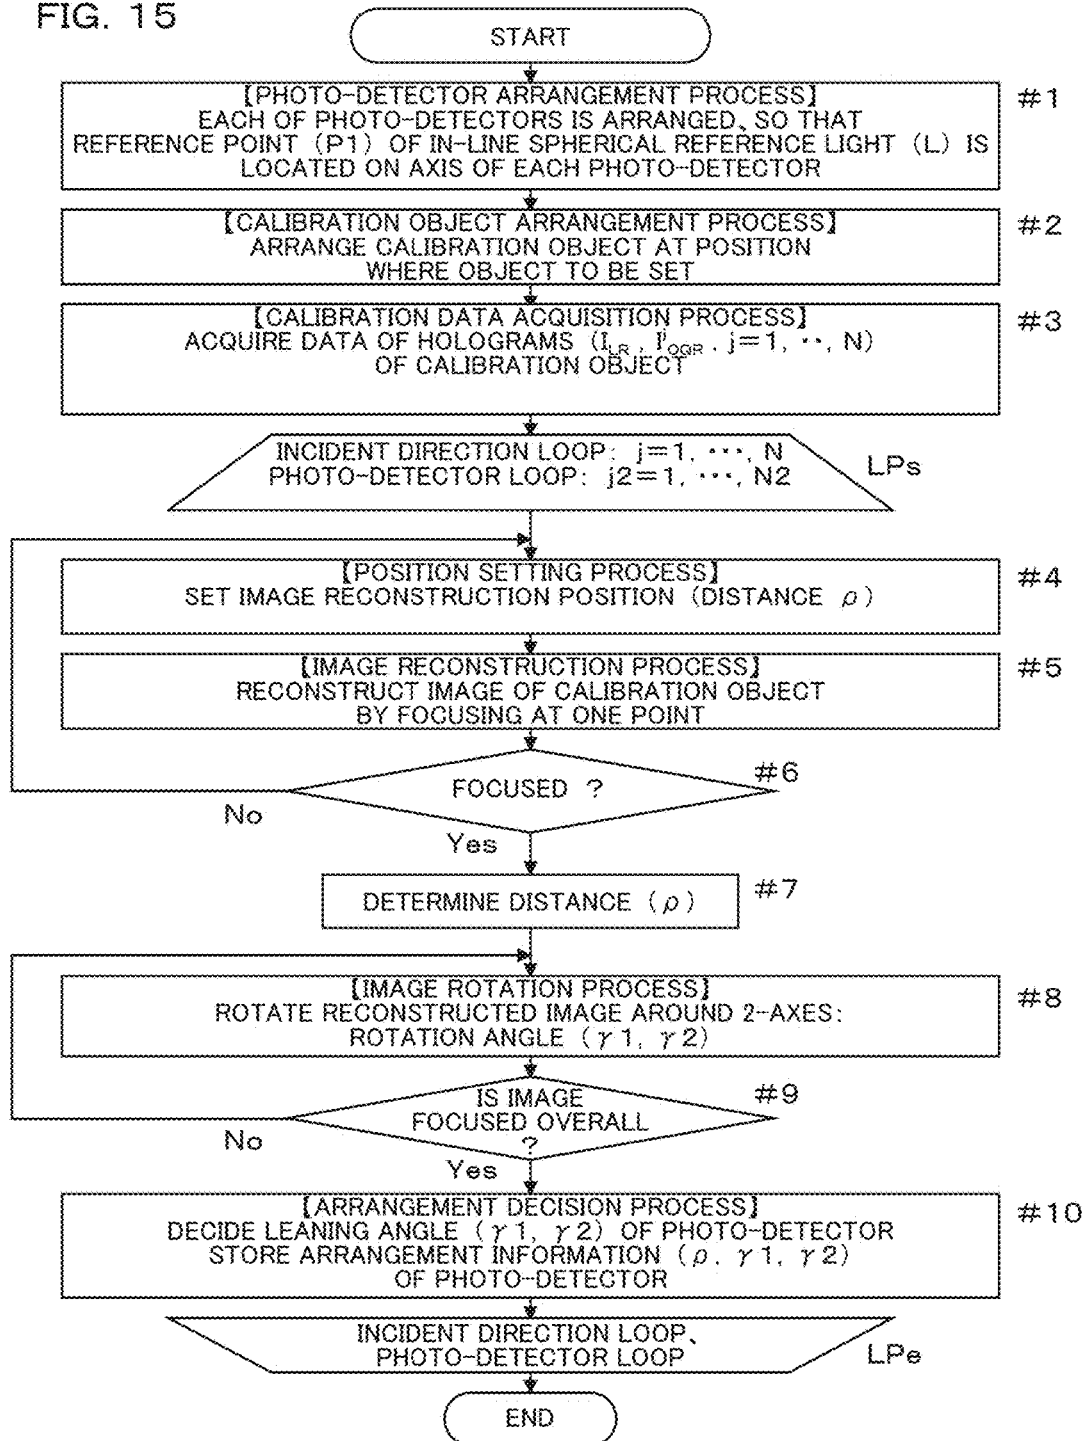 FIG. 15
START
【PHOTO-DETECTOR ARRANGEMENT PROCESS】
EACH OF PHOTO-DETECTORS IS ARRANGED、SO THAT
REFERENCE POINT (P1) OF IN-LINE SPHERICAL REFERENCE LIGHT (L) IS
LOCATED ON AXIS OF EACH PHOTO-DETECTOR
#1
【CALIBRATION OBJECT ARRANGEMENT PROCESS】
ARRANGE CALIBRATION OBJECT AT POSITION
WHERE OBJECT TO BE SET
#2
【CALIBRATION DATA ACQUISITION PROCESS】
ACQUIRE DATA OF HOLOGRAMS (I_LR , I^j_OGR , j=1, ‥, N)
OF CALIBRATION OBJECT
#3
INCIDENT DIRECTION LOOP: j=1, ···, N
PHOTO-DETECTOR LOOP: j2=1, ···, N2
LPs
【POSITION SETTING PROCESS】
SET IMAGE RECONSTRUCTION POSITION (DISTANCE ρ)
#4
【IMAGE RECONSTRUCTION PROCESS】
RECONSTRUCT IMAGE OF CALIBRATION OBJECT
BY FOCUSING AT ONE POINT
#5
FOCUSED ?
#6
No
Yes
DETERMINE DISTANCE (ρ)
#7
【IMAGE ROTATION PROCESS】
ROTATE RECONSTRUCTED IMAGE AROUND 2-AXES:
ROTATION ANGLE (γ1, γ2)
#8
IS IMAGE
FOCUSED OVERALL
?
#9
No
Yes
【ARRANGEMENT DECISION PROCESS】
DECIDE LEANING ANGLE (γ1, γ2) OF PHOTO-DETECTOR
STORE ARRANGEMENT INFORMATION (ρ, γ1, γ2)
OF PHOTO-DETECTOR
#10
INCIDENT DIRECTION LOOP、
PHOTO-DETECTOR LOOP
LPe
END